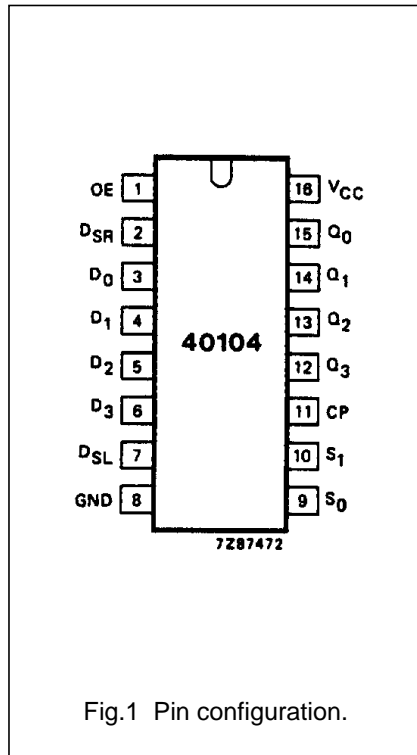 OE 1 16 VCC
DSR 2 15 Q0
D0 3 14 Q1
D1 4 13 Q2
40104
D2 5 12 Q3
D3 6 11 CP
DSL 7 10 S1
GND 8 9 S0
7Z87472
Fig.1 Pin configuration.